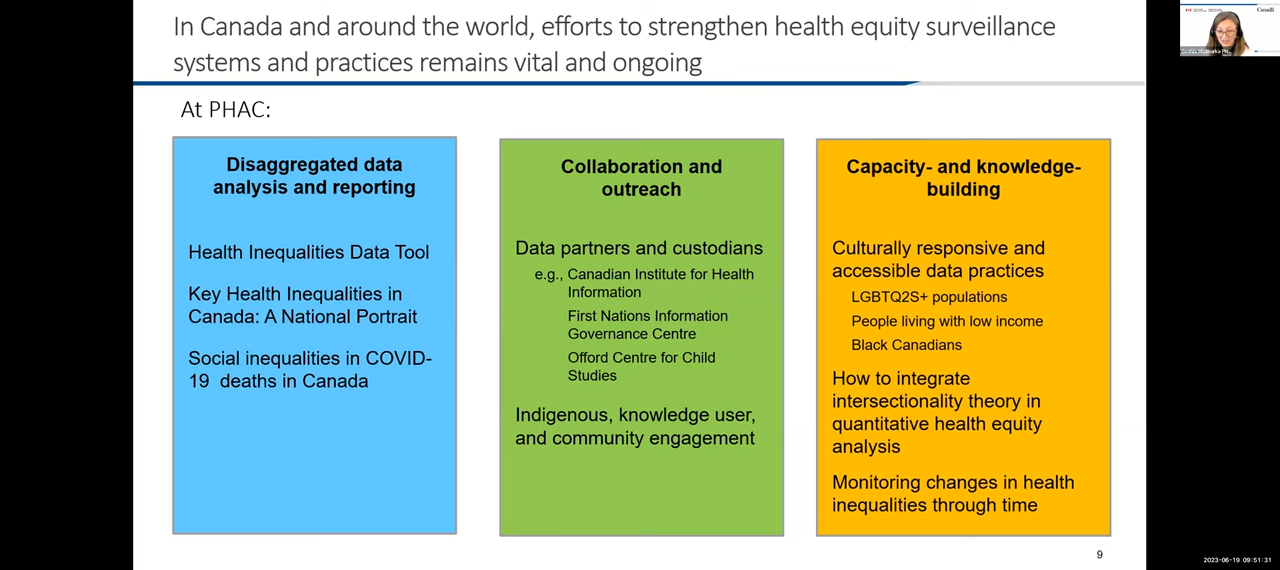 In Canada and around the world, efforts to strengthen health equity surveillance
systems and practices remains vital and ongoing
At PHAC:
Disaggregated data
analysis and reporting
Health Inequalities Data Tool
Key Health Inequalities in
Canada: A National Portrait
Social inequalities in COVID-
19 deaths in Canada
Collaboration and
outreach
Data partners and custodians
e.g., Canadian Institute for Health
Information
First Nations Information
Governance Centre
Offord Centre for Child
Studies
Indigenous, knowledge user,
and community engagement
Capacity- and knowledge-
building
Culturally responsive and
accessible data practices
LGBTQ2S+ populations
People living with low income
Black Canadians
How to integrate
intersectionality theory in
quantitative health equity
analysis
Monitoring changes in health
inequalities through time
9
Canada
2023-06-19 09:51:31